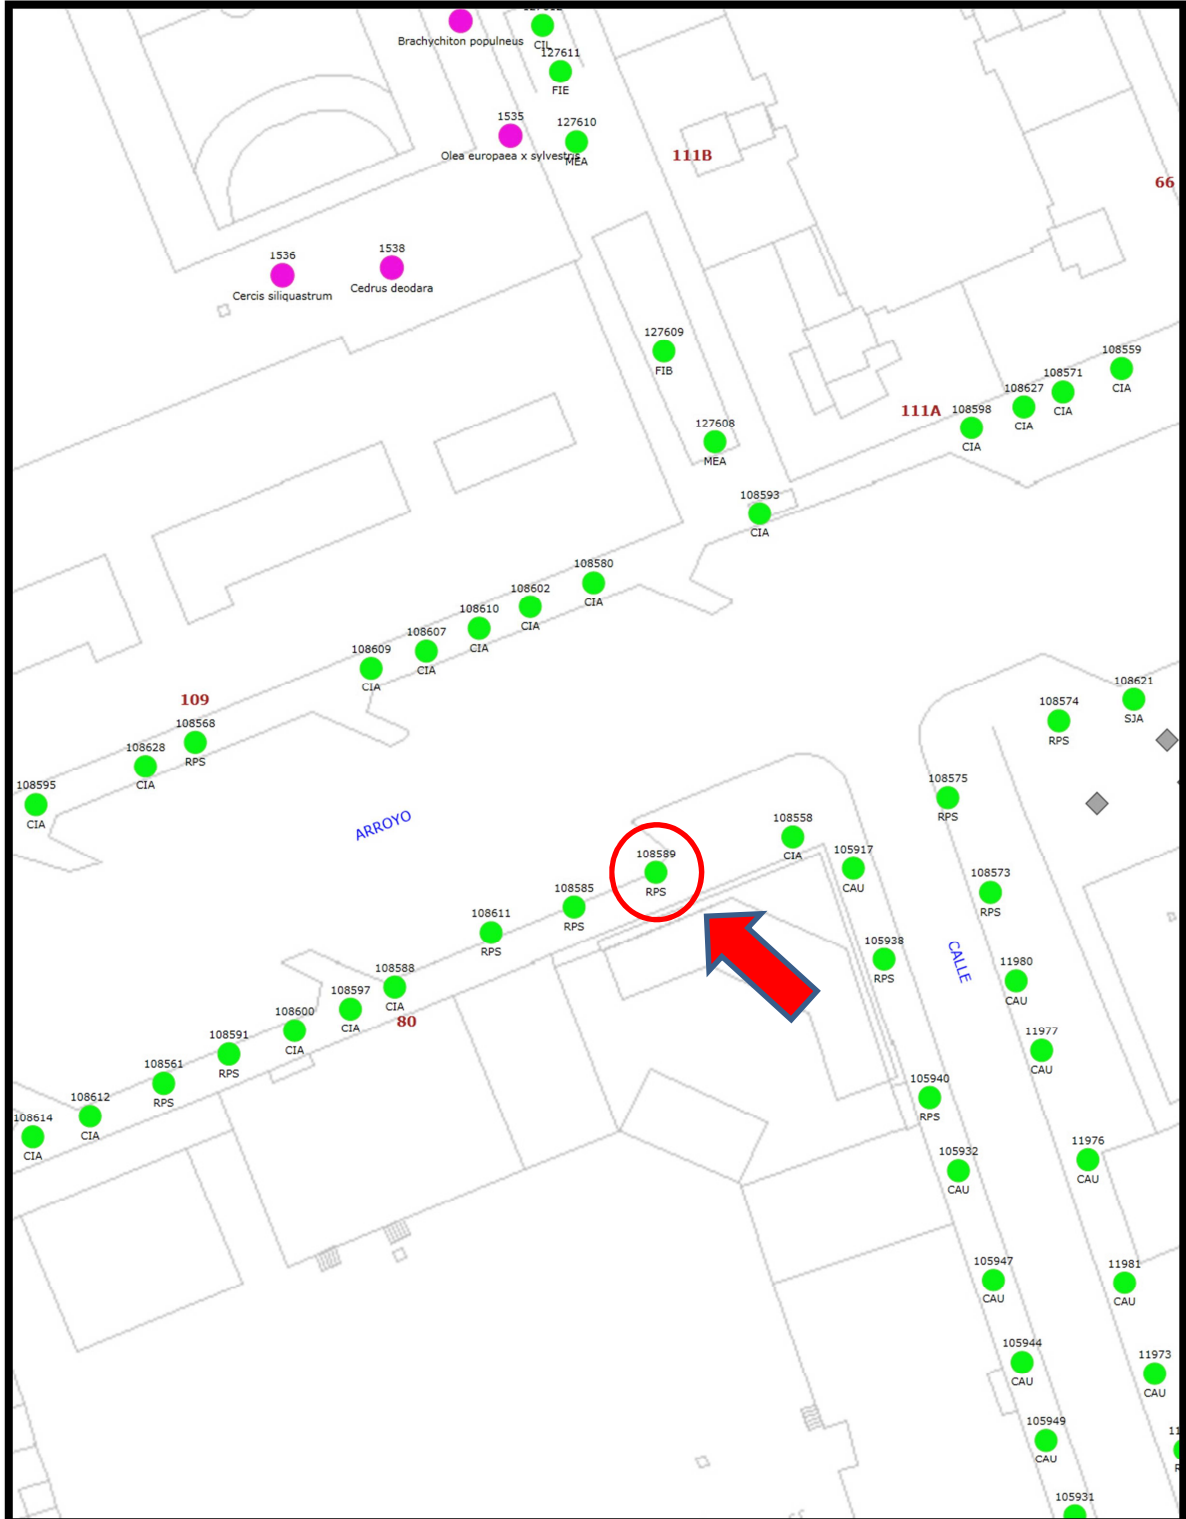 Brachychiton populneus
CIL
127611
FIE
1535
Olea europaea x sylvestris
127610
MEA
111B
66
1536
Cercis siliquastrum
1538
Cedrus deodara
127609
FIB
108559
CIA
108571
CIA
108627
CIA
111A
108598
CIA
127608
MEA
108593
CIA
108580
CIA
108602
CIA
108610
CIA
108607
CIA
108609
CIA
109
108568
RPS
108628
CIA
108595
CIA
ARROYO
108621
SJA
108574
RPS
108575
RPS
108558
CIA
105917
CAU
108589
RPS
108585
RPS
108611
RPS
108573
RPS
105938
RPS
CALLE
11980
CAU
108588
CIA
108597
CIA
80
108600
CIA
108591
RPS
108561
RPS
108612
CIA
108614
CIA
11977
CAU
105940
RPS
11976
CAU
105932
CAU
105947
CAU
11981
CAU
105944
CAU
11973
CAU
105949
CAU
105931